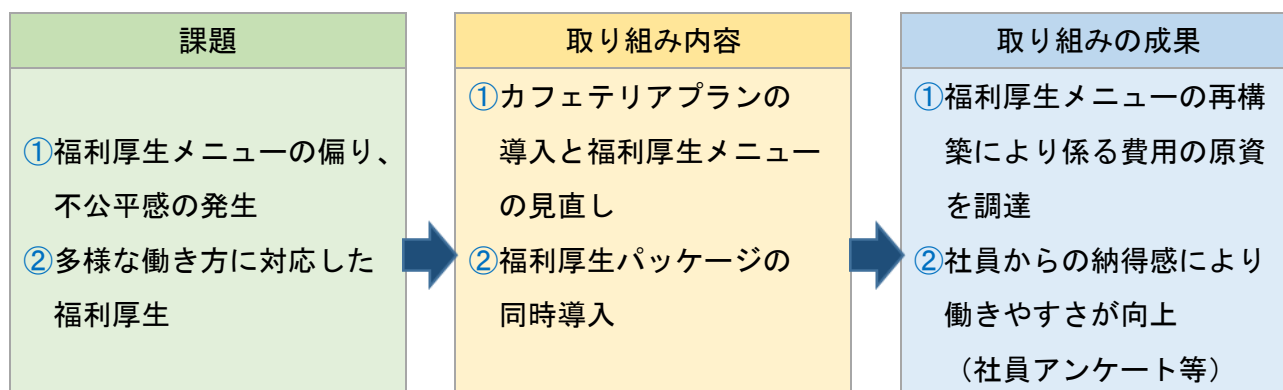 課題
①福利厚生メニューの偏り、
不公平感の発生
②多様な働き方に対応した
福利厚生
取り組み内容
①カフェテリアプランの
導入と福利厚生メニュー
の見直し
②福利厚生パッケージの
同時導入
取り組みの成果
①福利厚生メニューの再構
築により係る費用の原資
を調達
②社員からの納得感により
働きやすさが向上
（社員アンケート等）